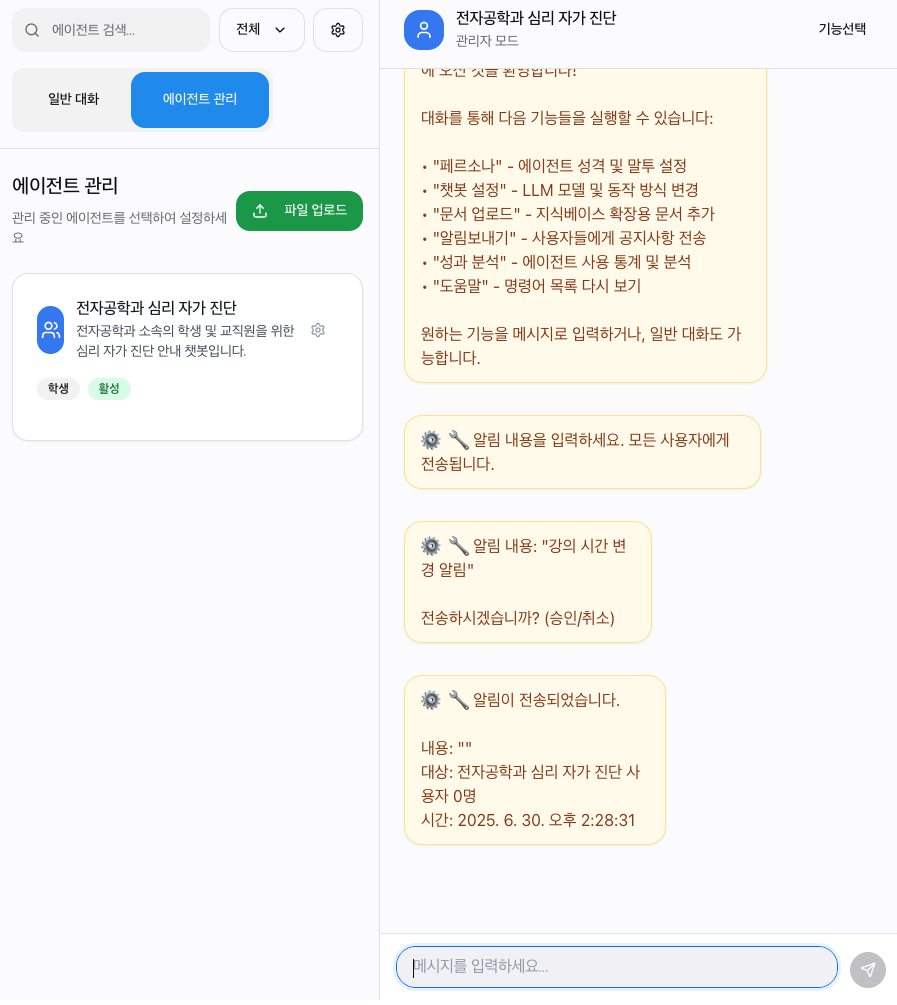 에이전트 검색...
전체
일반 대화
에이전트 관리
에이전트 관리
관리 중인 에이전트를 선택하여 설정하세
요
파일 업로드
전자공학과 심리 자가 진단
전자공학과 소속의 학생 및 교직원을 위한
심리 자가 진단 안내 챗봇입니다.
학생
활성
전자공학과 심리 자가 진단
관리자 모드
기능선택
에 오신 것을 환영합니다!
대화를 통해 다음 기능들을 실행할 수 있습니다:
• "페르소나" - 에이전트 성격 및 말투 설정
• "챗봇 설정" - LLM 모델 및 동작 방식 변경
• "문서 업로드" - 지식베이스 확장용 문서 추가
• "알림보내기" - 사용자들에게 공지사항 전송
• "성과 분석" - 에이전트 사용 통계 및 분석
• "도움말" - 명령어 목록 다시 보기
원하는 기능을 메시지로 입력하거나, 일반 대화도 가
능합니다.
알림 내용을 입력하세요. 모든 사용자에게
전송됩니다.
알림 내용: "강의 시간 변
경 알림"
전송하시겠습니까? (승인/취소)
알림이 전송되었습니다.
내용: ""
대상: 전자공학과 심리 자가 진단 사
용자 0명
시간: 2025. 6. 30. 오후 2:28:31
메시지를 입력하세요...